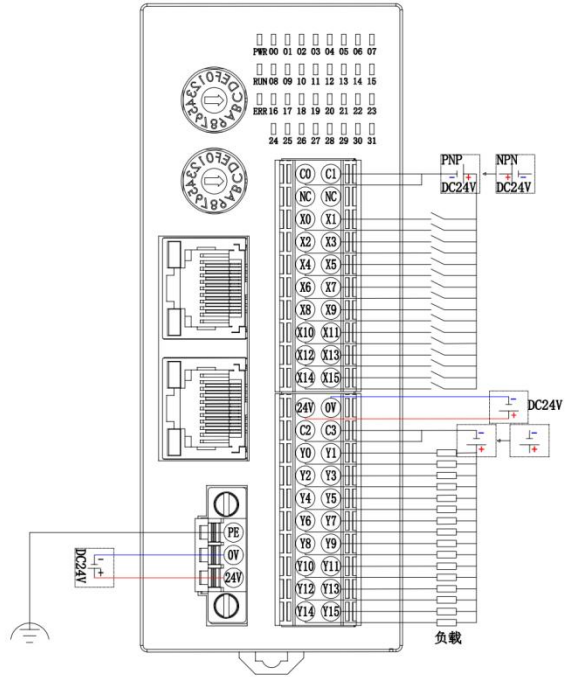 PWR 00 01 02 03 04 05 06 07
RUN 08 09 10 11 12 13 14 15
ERR 16 17 18 19 20 21 22 23
24 25 26 27 28 29 30 31
BCDEF0123456789A
BCDEF0123456789A
C0 C1
NC NC
X0 X1
X2 X3
X4 X5
X6 X7
X8 X9
X10 X11
X12 X13
X14 X15
PNP
- +
DC24V
NPN
+ -
DC24V
24V 0V
C2 C3
Y0 Y1
Y2 Y3
Y4 Y5
Y6 Y7
Y8 Y9
Y10 Y11
Y12 Y13
Y14 Y15
- +
DC24V
- +
- +
负载
PE
0V
24V
DC24V
- +